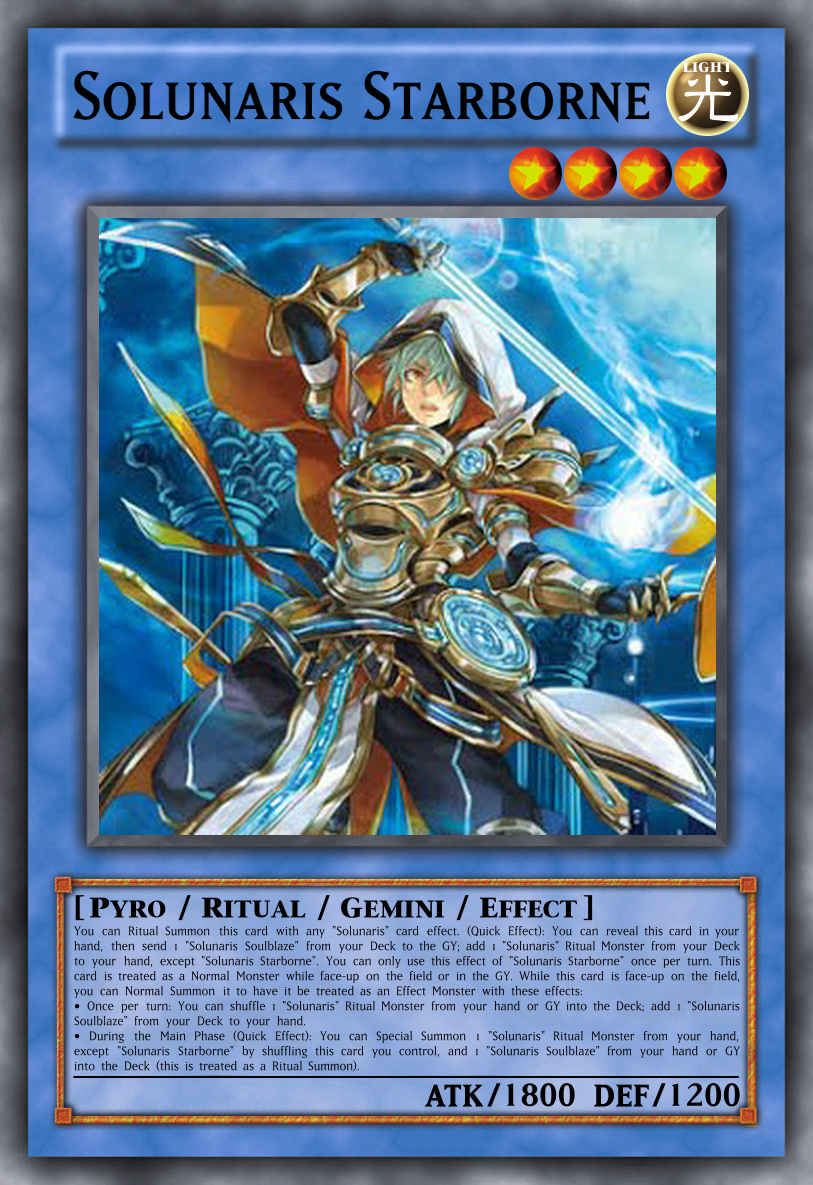 Solunaris Starborne
LIGHT
光
[ Pyro / Ritual / Gemini / Effect ]
You can Ritual Summon this card with any "Solunaris" card effect. (Quick Effect): You can reveal this card in your
hand, then send 1 "Solunaris Soulblaze" from your Deck to the GY; add 1 "Solunaris" Ritual Monster from your Deck
to your hand, except "Solunaris Starborne". You can only use this effect of "Solunaris Starborne" once per turn. This
card is treated as a Normal Monster while face-up on the field or in the GY. While this card is face-up on the field,
you can Normal Summon it to have it be treated as an Effect Monster with these effects:
• Once per turn: You can shuffle 1 "Solunaris" Ritual Monster from your hand or GY into the Deck; add 1 "Solunaris
Soulblaze" from your Deck to your hand.
• During the Main Phase (Quick Effect): You can Special Summon 1 "Solunaris" Ritual Monster from your hand,
except "Solunaris Starborne" by shuffling this card you control, and 1 "Solunaris Soulblaze" from your hand or GY
into the Deck (this is treated as a Ritual Summon).
ATK/1800 DEF/1200